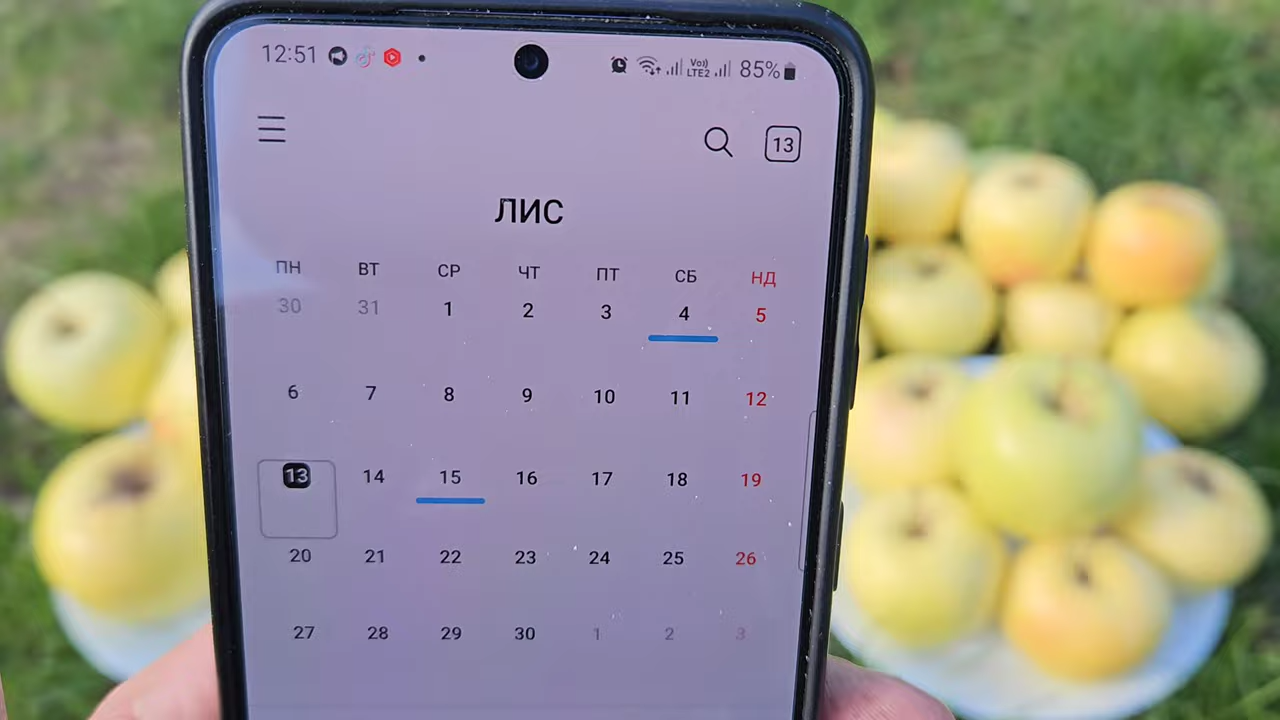 12:51 Vo)) LTE2 85%
13
ЛИС
ПН ВТ СР ЧТ ПТ СБ НД
30 31 1 2 3 4 5
6 7 8 9 10 11 12
13 14 15 16 17 18 19
20 21 22 23 24 25 26
27 28 29 30 1 2 3